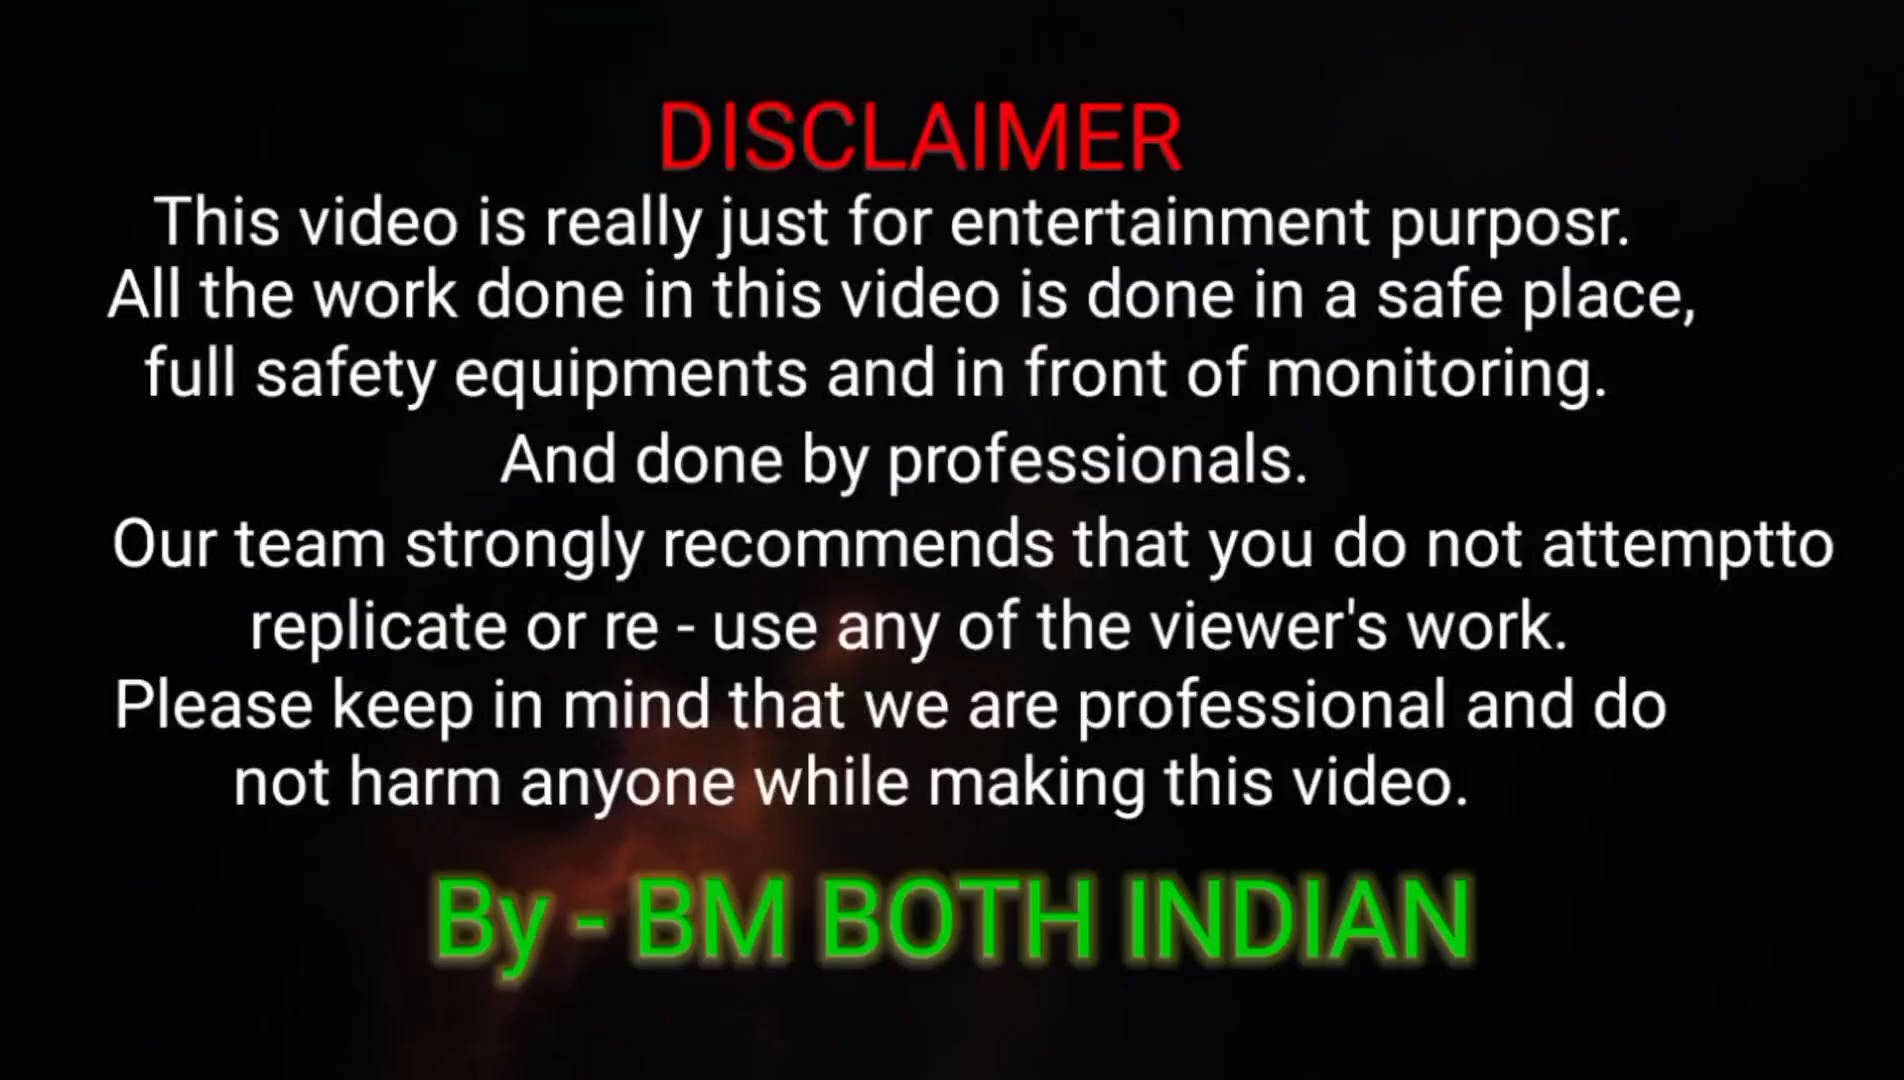 DISCLAIMER
This video is really just for entertainment purposr.
All the work done in this video is done in a safe place,
full safety equipments and in front of monitoring.
And done by professionals.
Our team strongly recommends that you do not attemptto
replicate or re - use any of the viewer's work.
Please keep in mind that we are professional and do
not harm anyone while making this video.
By - BM BOTH INDIAN